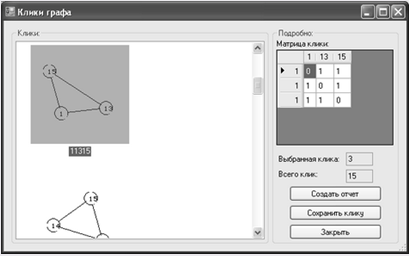 Клики графа
Клики:
15
1
13
11315
15
14
Подробно:
Матрица клики:
1 13 15
1 0 1 1
1 1 0 1
1 1 1 0
Выбранная клика: 3
Всего клик: 15
Создать отчет
Сохранить клику
Закрыть